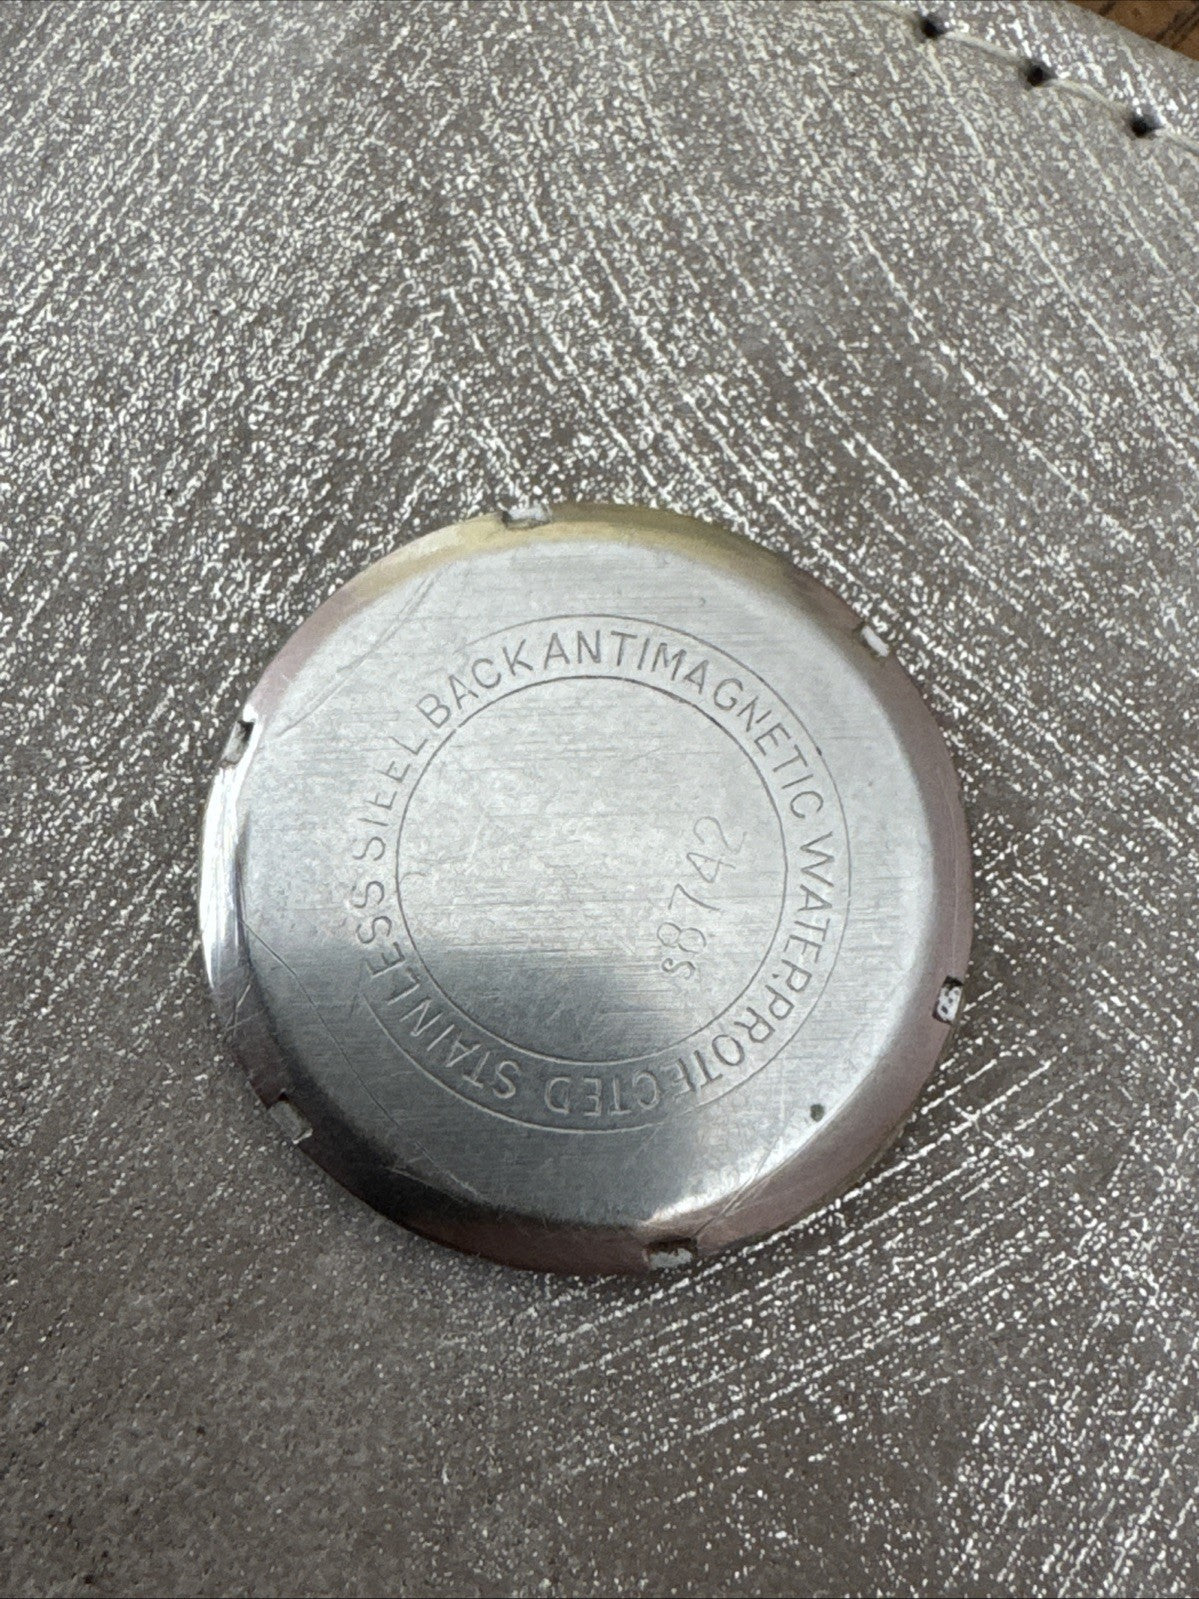 STAINLESS STEEL BACK ANTIMAGNETIC WATERPROTECTED
S8742